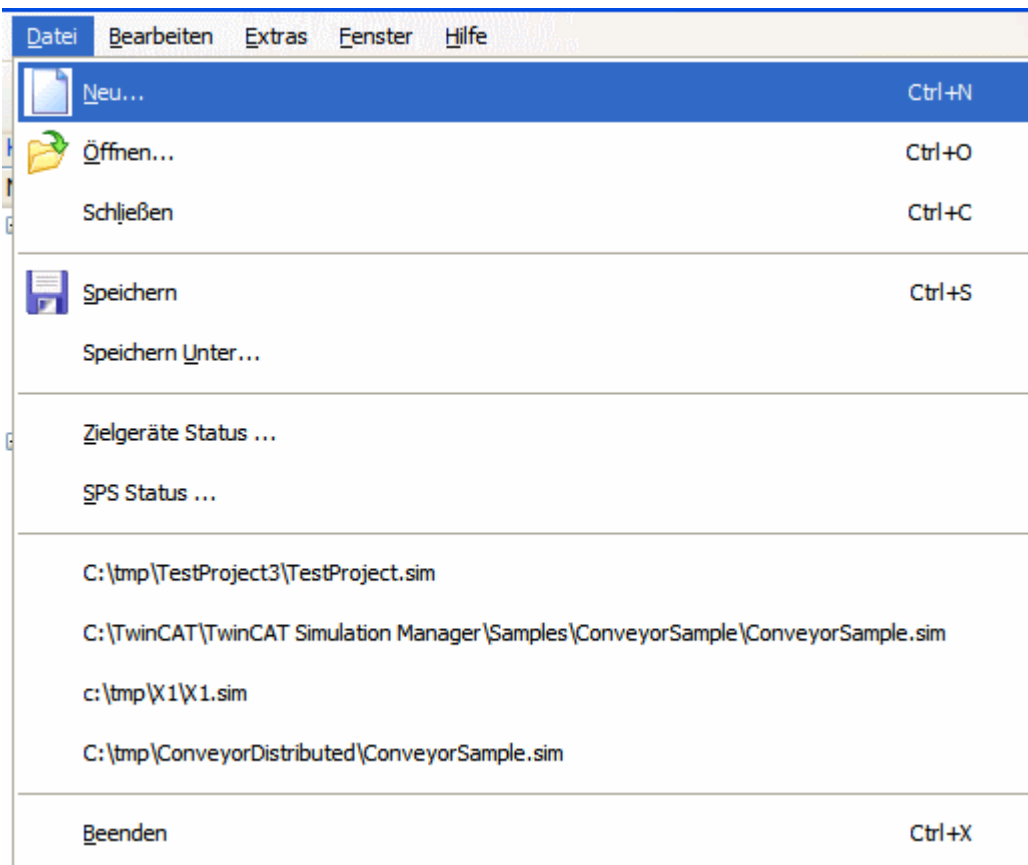 Datei Bearbeiten Extras Fenster Hilfe
Neu... Ctrl+N
Öffnen... Ctrl+O
Schließen Ctrl+C
Speichern Ctrl+S
Speichern Unter...
Zielgeräte Status ...
SPS Status ...
C:\tmp\TestProject3\TestProject.sim
C:\TwinCAT\TwinCAT Simulation Manager\Samples\ConveyorSample\ConveyorSample.sim
c:\tmp\X1\X1.sim
C:\tmp\ConveyorDistributed\ConveyorSample.sim
Beenden Ctrl+X